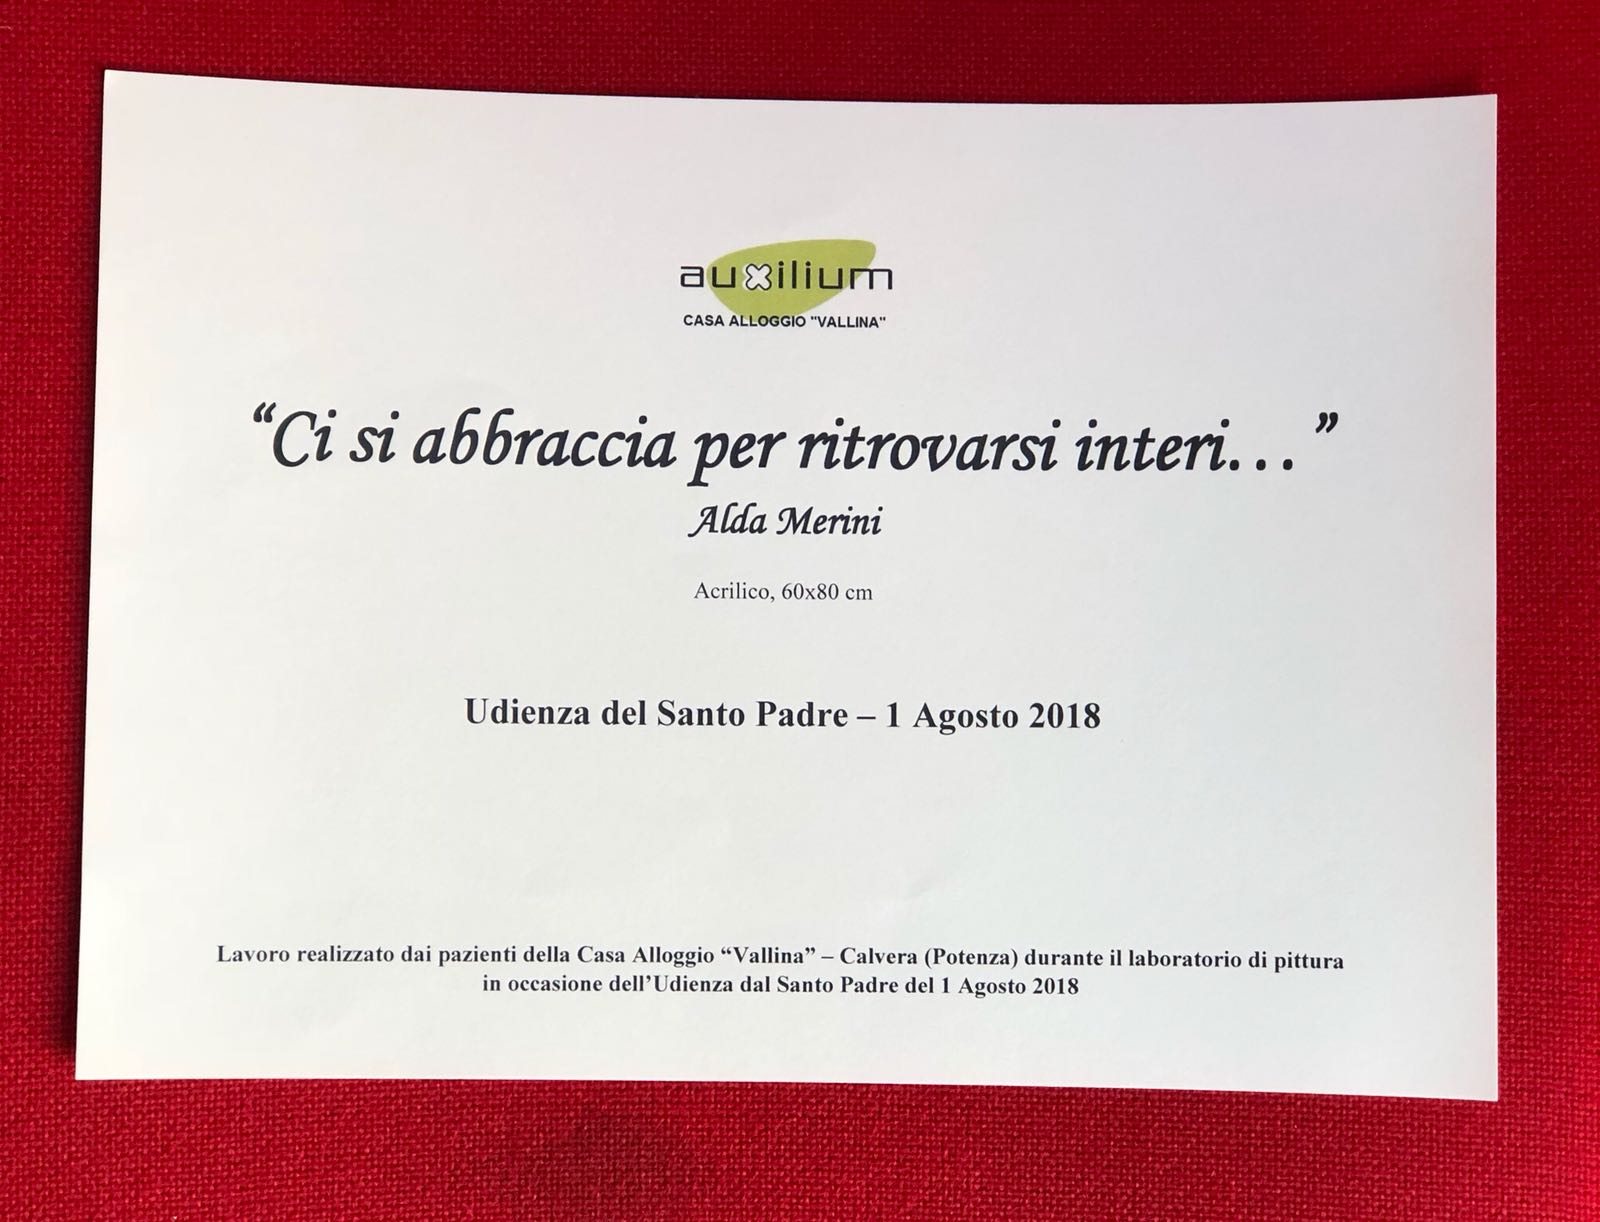 auxilium
CASA ALLOGGIO "VALLINA"
“Ci si abbraccia per ritrovarsi interi…”
Alda Merini
Acrilico, 60x80 cm
Udienza del Santo Padre – 1 Agosto 2018
Lavoro realizzato dai pazienti della Casa Alloggio “Vallina” – Calvera (Potenza) durante il laboratorio di pittura
in occasione dell’Udienza dal Santo Padre del 1 Agosto 2018